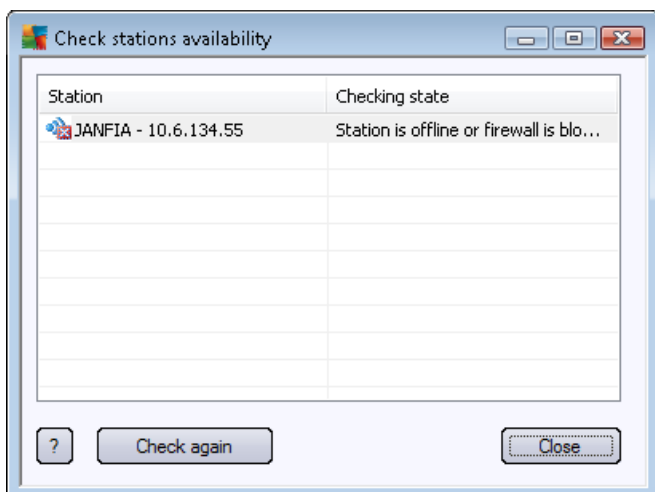 Check stations availability
Station Checking state
JANFIA - 10.6.134.55 Station is offline or firewall is blo...
? Check again Close